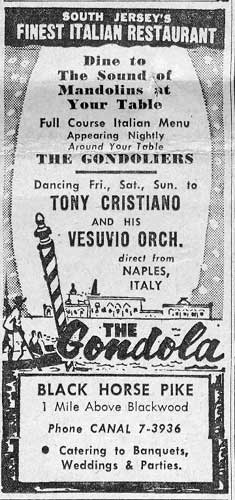 SOUTH JERSEY'S
FINEST ITALIAN RESTAURANT
Dine to
The Sound of
Mandolins at
Your Table
Full Course Italian Menu
Appearing Nightly
Around Your Table
THE GONDOLIERS
Dancing Fri., Sat., Sun. to
TONY CRISTIANO
AND HIS
VESUVIO ORCH.
direct from
NAPLES,
ITALY
THE
Gondola
BLACK HORSE PIKE
1 Mile Above Blackwood
Phone CANAL 7-3936
• Catering to Banquets,
Weddings & Parties.